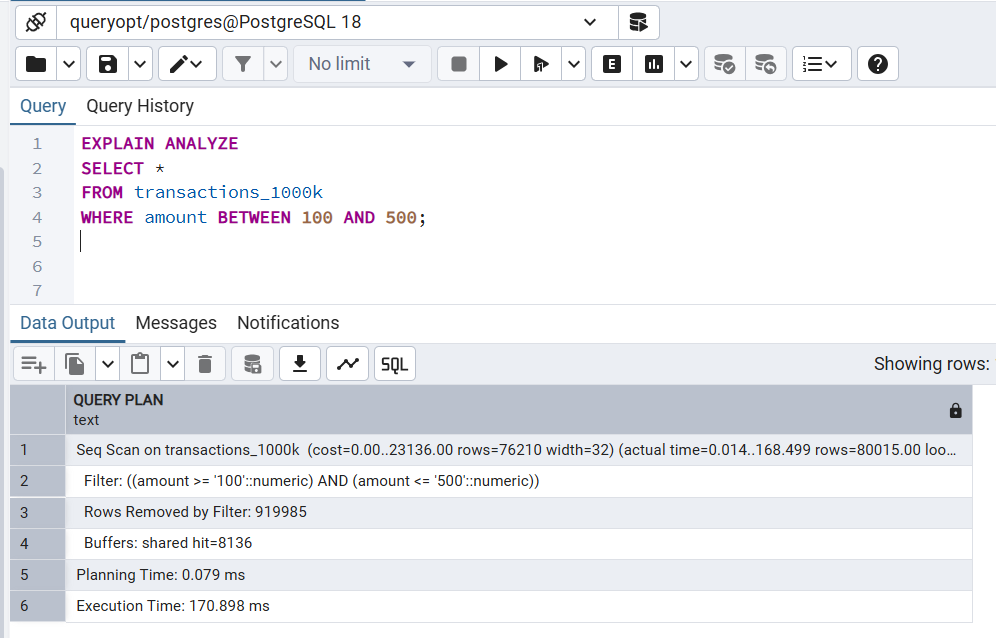 queryopt/postgres@PostgreSQL 18
No limit
E
Query Query History
1 EXPLAIN ANALYZE
2 SELECT *
3 FROM transactions_1000k
4 WHERE amount BETWEEN 100 AND 500;
5
6
7
Data Output Messages Notifications
SQL Showing rows:
QUERY PLAN
text
1 Seq Scan on transactions_1000k (cost=0.00..23136.00 rows=76210 width=32) (actual time=0.014..168.499 rows=80015.00 loo…
2 Filter: ((amount >= '100'::numeric) AND (amount <= '500'::numeric))
3 Rows Removed by Filter: 919985
4 Buffers: shared hit=8136
5 Planning Time: 0.079 ms
6 Execution Time: 170.898 ms